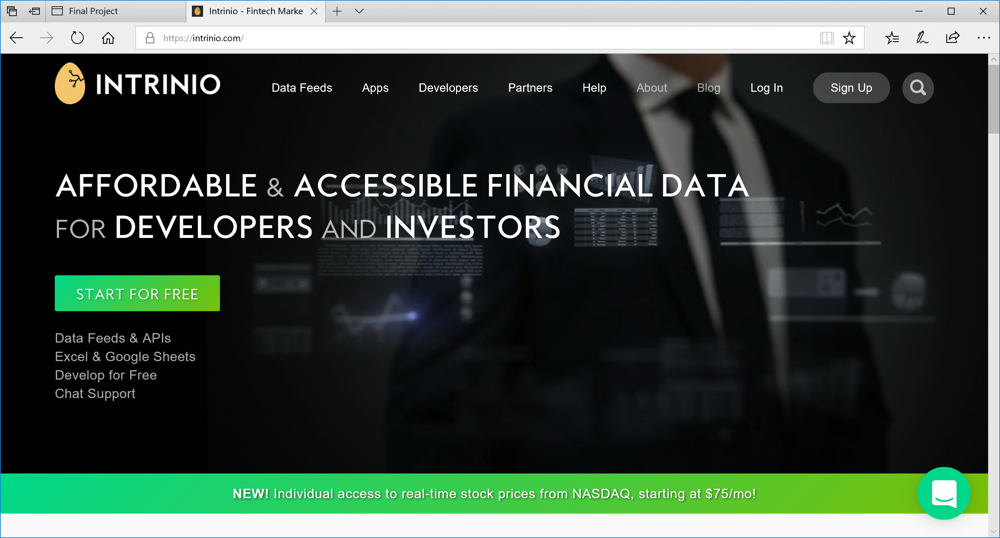 Final Project
Intrinio - Fintech Marke
https://intrinio.com/
INTRINIO
Data Feeds Apps Developers Partners Help About Blog Log In Sign Up
AFFORDABLE & ACCESSIBLE FINANCIAL DATA
FOR DEVELOPERS AND INVESTORS
START FOR FREE
Data Feeds & APIs
Excel & Google Sheets
Develop for Free
Chat Support
NEW! Individual access to real-time stock prices from NASDAQ, starting at $75/mo!